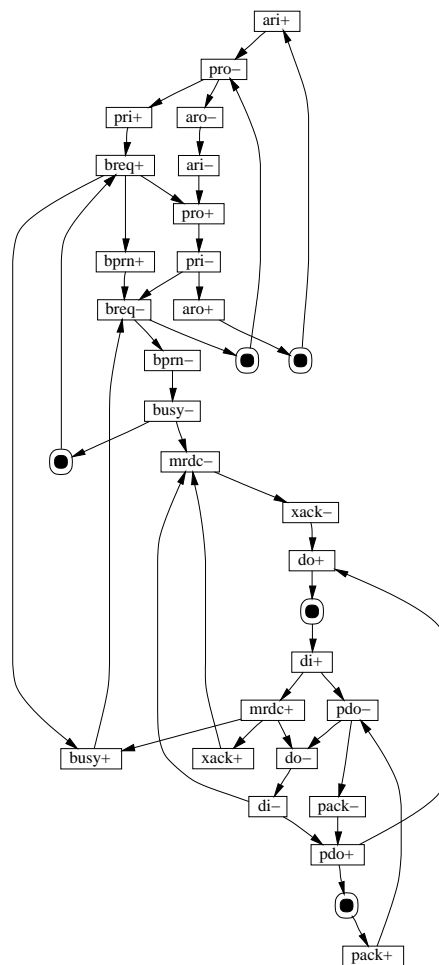 ari+
pro–
pri+ aro–
breq+ ari–
pro+
bprn+ pri–
breq– aro+
bprn–
busy–
mrdc–
xack–
do+
di+
mrdc+ pdo–
busy+ xack+ do–
di– pack–
pdo+
pack+